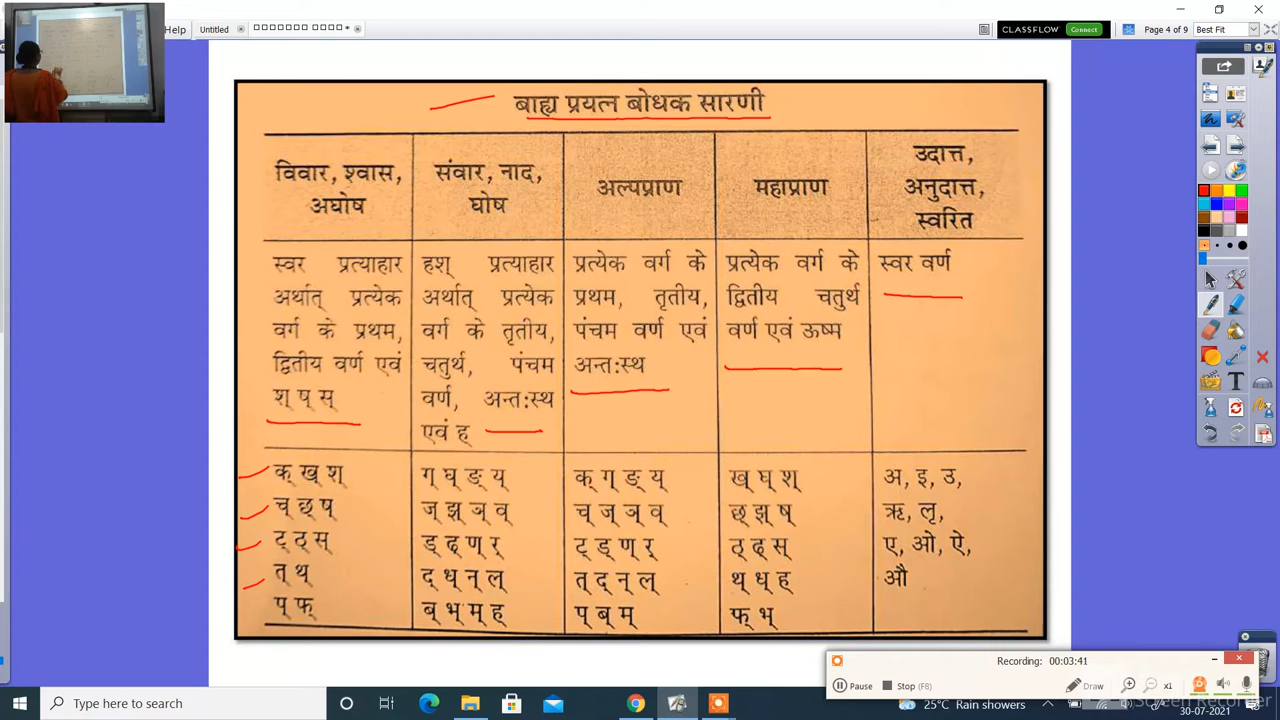 Help
Untitled
CLASSFLOW Connect
Page 4 of 9
Best Fit
बाह्य प्रयत्न बोधक सारणी
विवार, श्वास,
अघोष
संवार, नाद,
घोष
अल्पप्राण
महाप्राण
उदात्त,
अनुदात्त,
स्वरित
स्वर प्रत्याहार
अर्थात् प्रत्येक
वर्ग के प्रथम,
द्वितीय वर्ण एवं
श् ष् स्
हश् प्रत्याहार
अर्थात् प्रत्येक
वर्ग के तृतीय,
चतुर्थ, पंचम
वर्ण, अन्त:स्थ
एवं ह्
प्रत्येक वर्ग के
प्रथम, तृतीय,
पंचम वर्ण एवं
अन्त:स्थ
प्रत्येक वर्ग के
द्वितीय चतुर्थ
वर्ण एवं ऊष्म
स्वर वर्ण
क् ख् श्
च् छ् ष्
ट् ठ् स्
त् थ्
प् फ्
ग् घ् ङ् य्
ज् झ् ञ् व्
ड् ढ् ण् र्
द् ध् न् ल्
ब् भ् म् ह्
क् ग् ङ् य्
च् ज् ञ् व्
ट् ड् ण् र्
त् द् न् ल्
प् ब् म्
ख् घ् श्
छ् झ् ष्
ठ् ढ् स्
थ् ध् ह्
फ् भ्
अ, इ, उ,
ऋ, लृ,
ए, ओ, ऐ,
औ
Recording: 00:03:41
Pause
Stop (F8)
Draw
x1
Type here to search
25°C Rain showers
30-07-2021